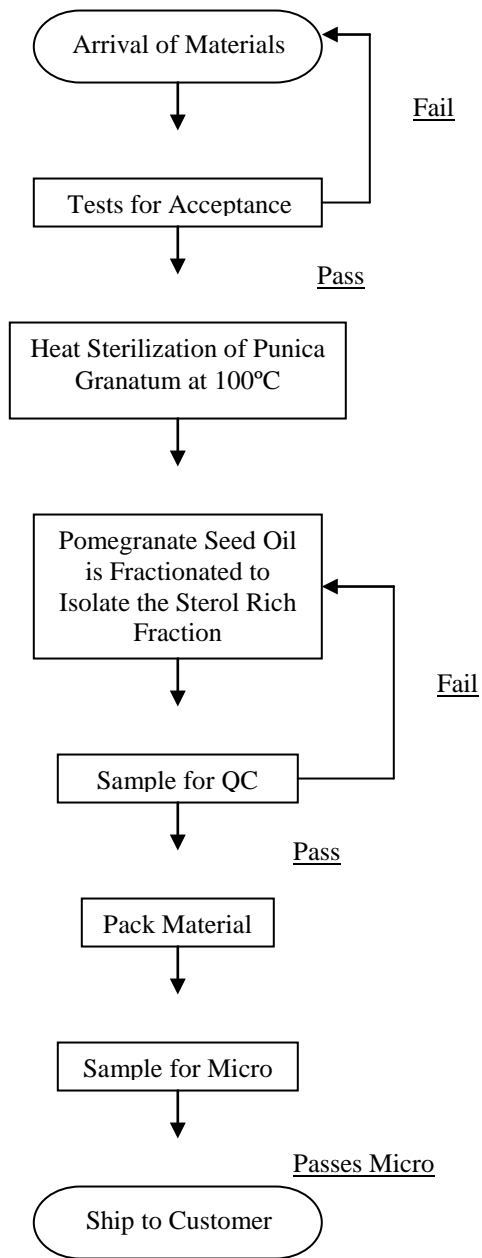 Arrival of Materials
Fail
Tests for Acceptance
Pass
Heat Sterilization of Punica
Granatum at 100ºC
Pomegranate Seed Oil
is Fractionated to
Isolate the Sterol Rich
Fraction
Fail
Sample for QC
Pass
Pack Material
Sample for Micro
Passes Micro
Ship to Customer